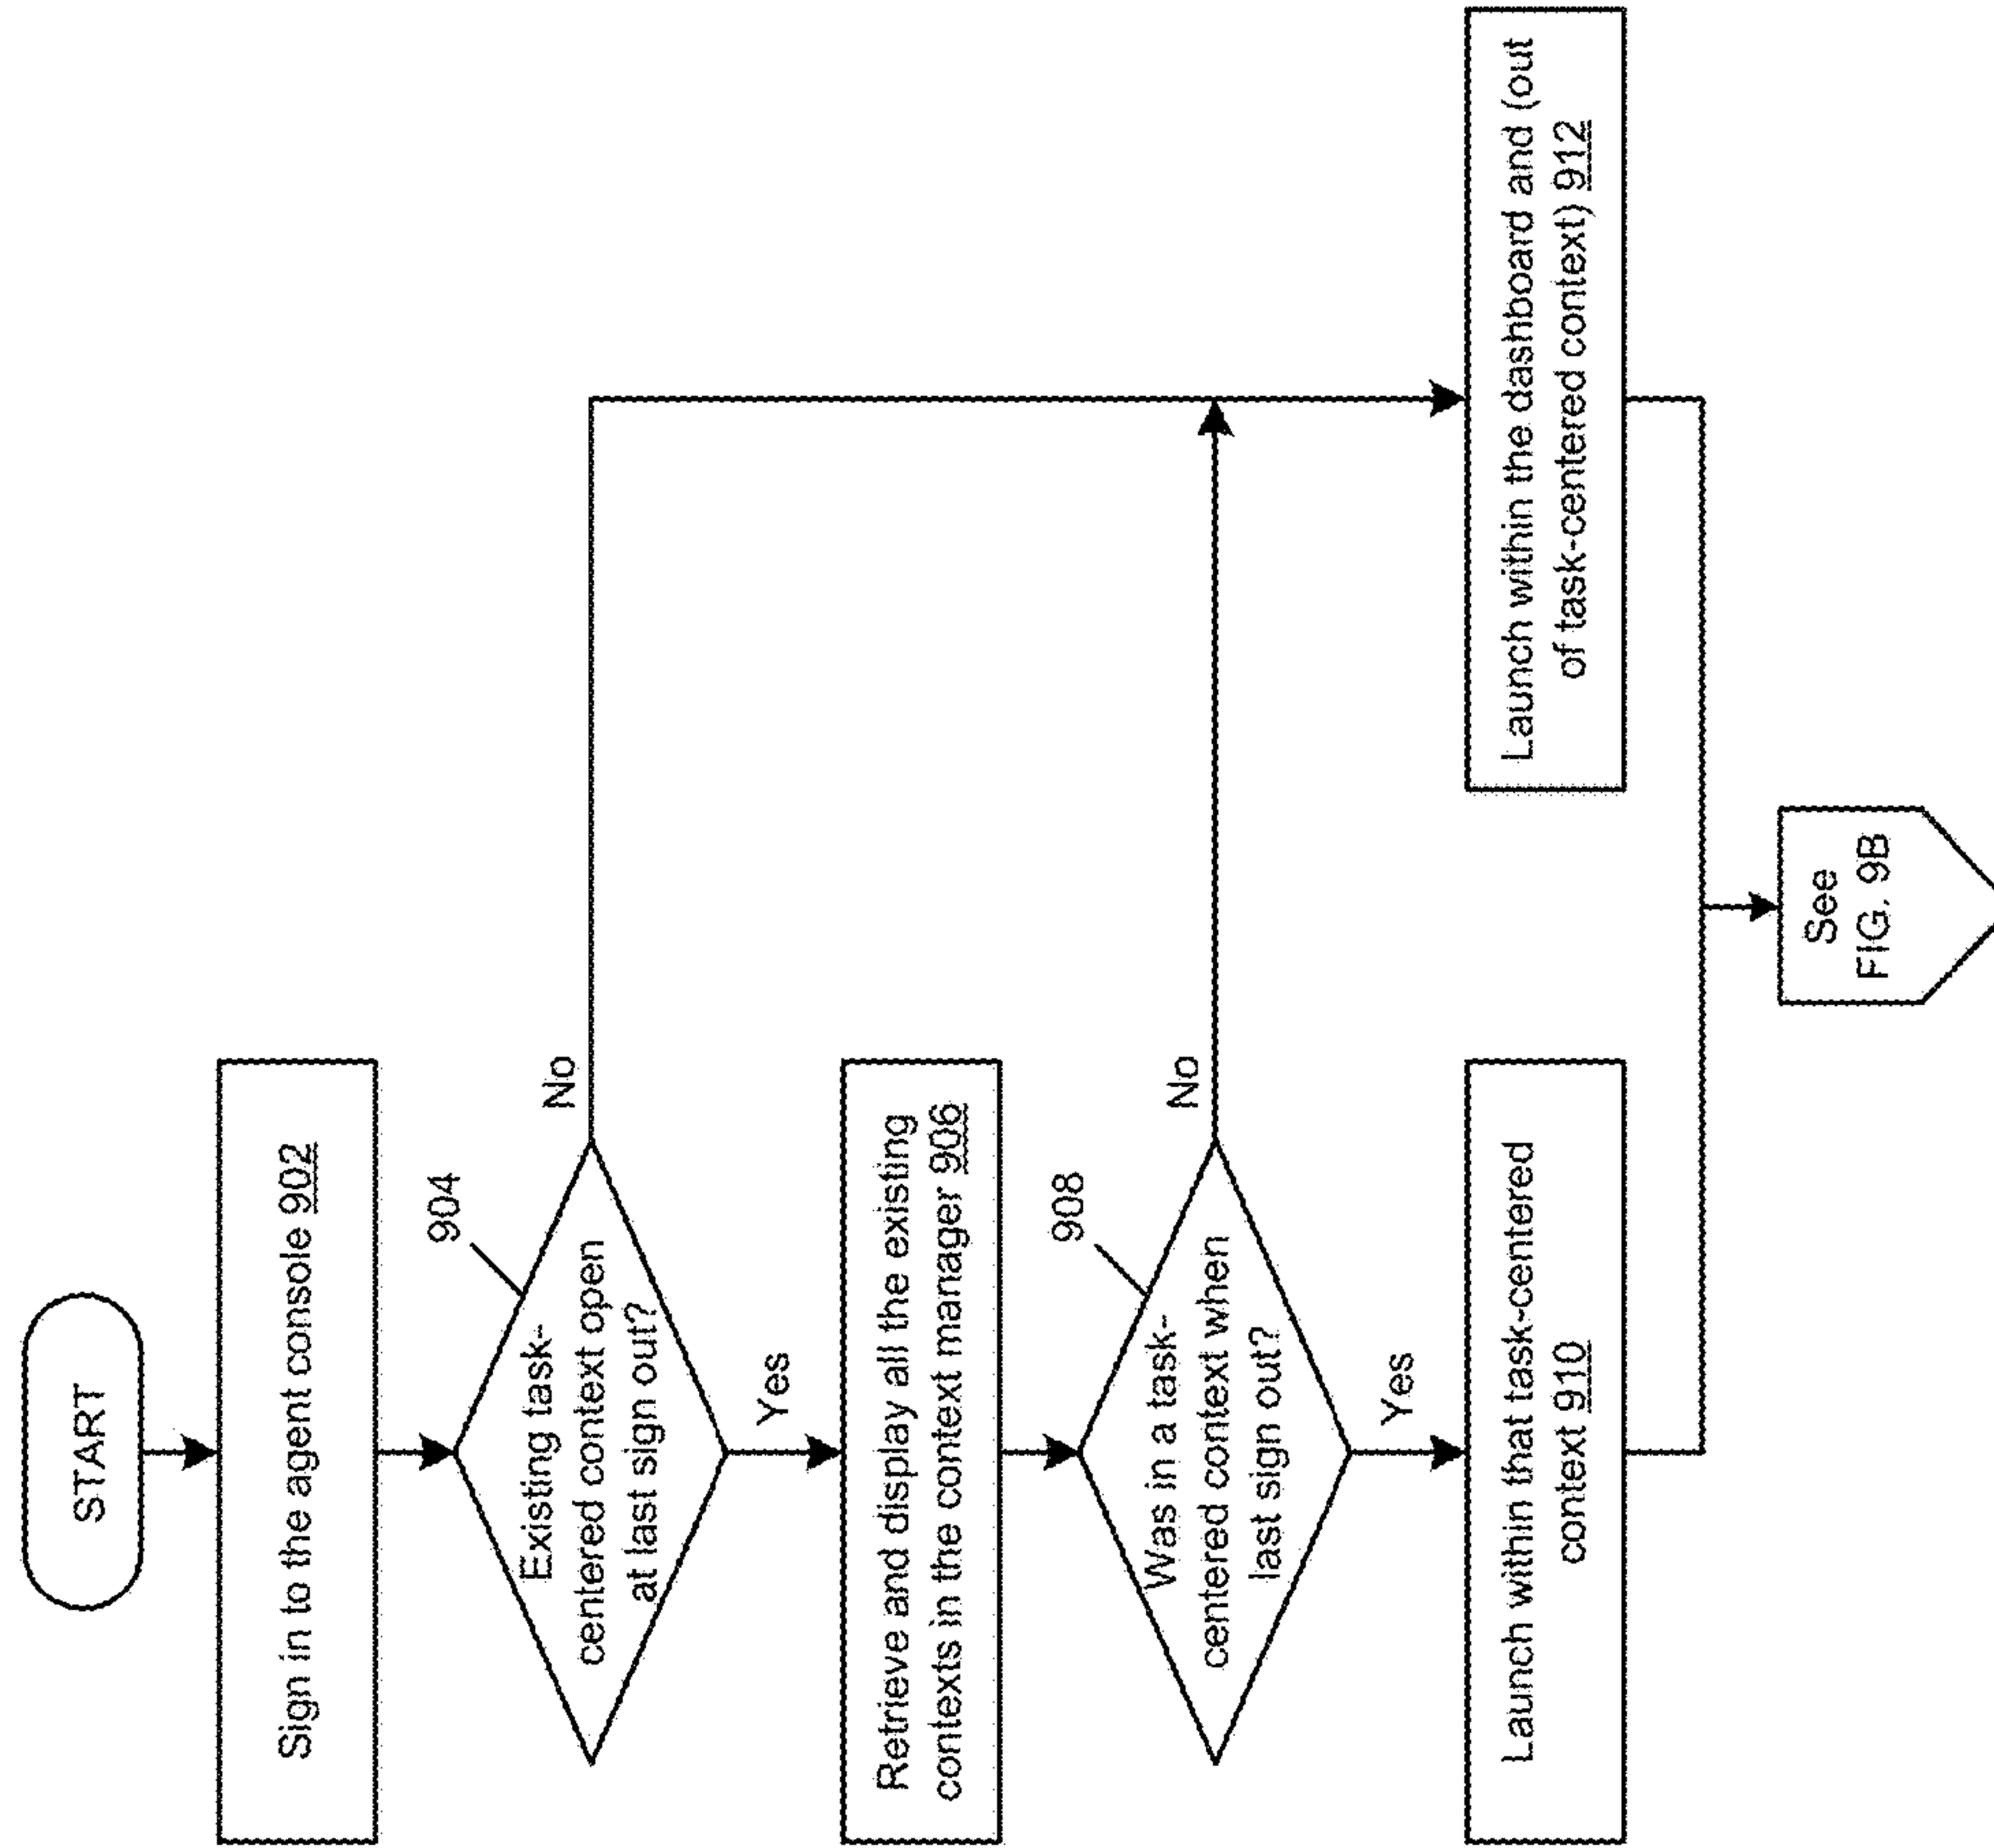 START
Sign in to the agent console 902
904
Existing task-
centered context open
at last sign out?
No
Yes
Retrieve and display all the existing
contexts in the context manager 906
908
Was in a task-
centered context when
last sign out?
No
Yes
Launch within that task-centered
context 910
Launch within the dashboard and (out
of task-centered context) 912
See
FIG. 9B